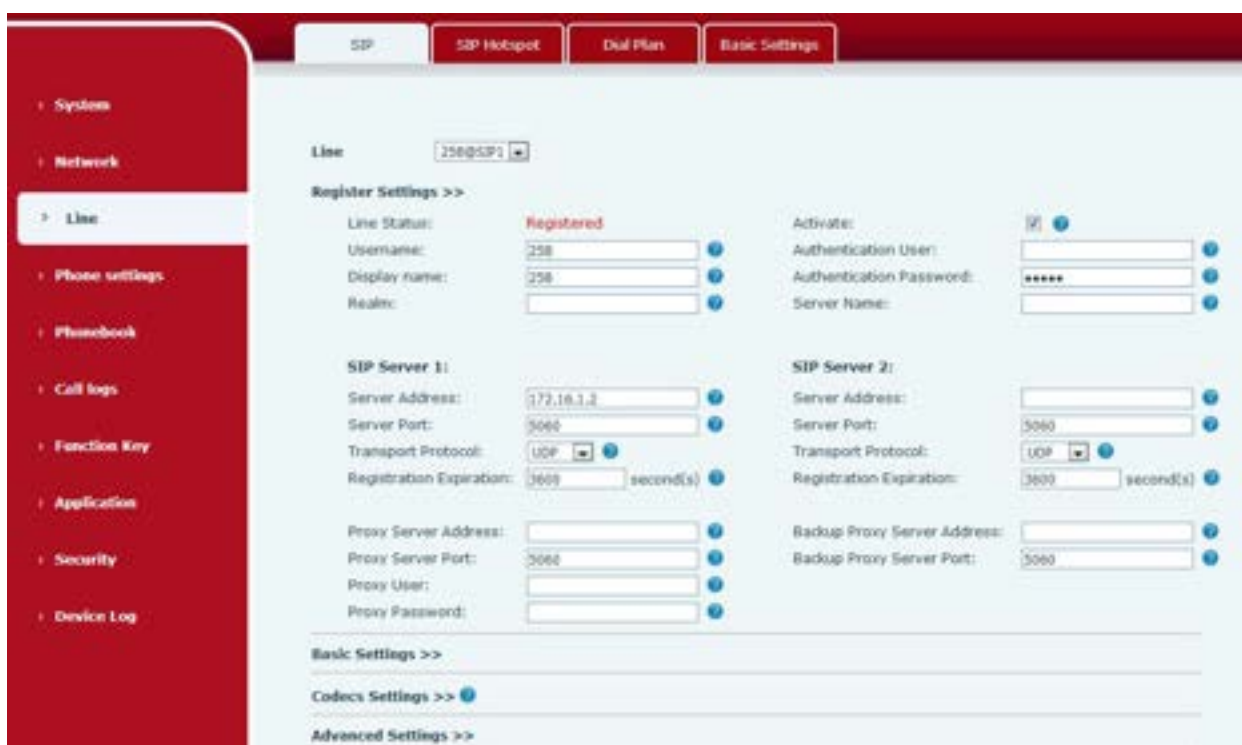 SIP
SIP Hotspot
Dial Plan
Basic Settings
System
Network
Line
Phone settings
Phonebook
Call logs
Function Key
Application
Security
Device Log
Line 258@SIP1
Register Settings >>
Line Status: Registered Activate:
Username: 258 Authentication User:
Display name: 258 Authentication Password: •••••
Realm: Server Name:
SIP Server 1: SIP Server 2:
Server Address: 172.16.1.2 Server Address:
Server Port: 5060 Server Port: 5060
Transport Protocol: UDP Transport Protocol: UDP
Registration Expiration: 3600 second(s) Registration Expiration: 3600 second(s)
Proxy Server Address: Backup Proxy Server Address:
Proxy Server Port: 5060 Backup Proxy Server Port: 5060
Proxy User:
Proxy Password:
Basic Settings >>
Codecs Settings >>
Advanced Settings >>